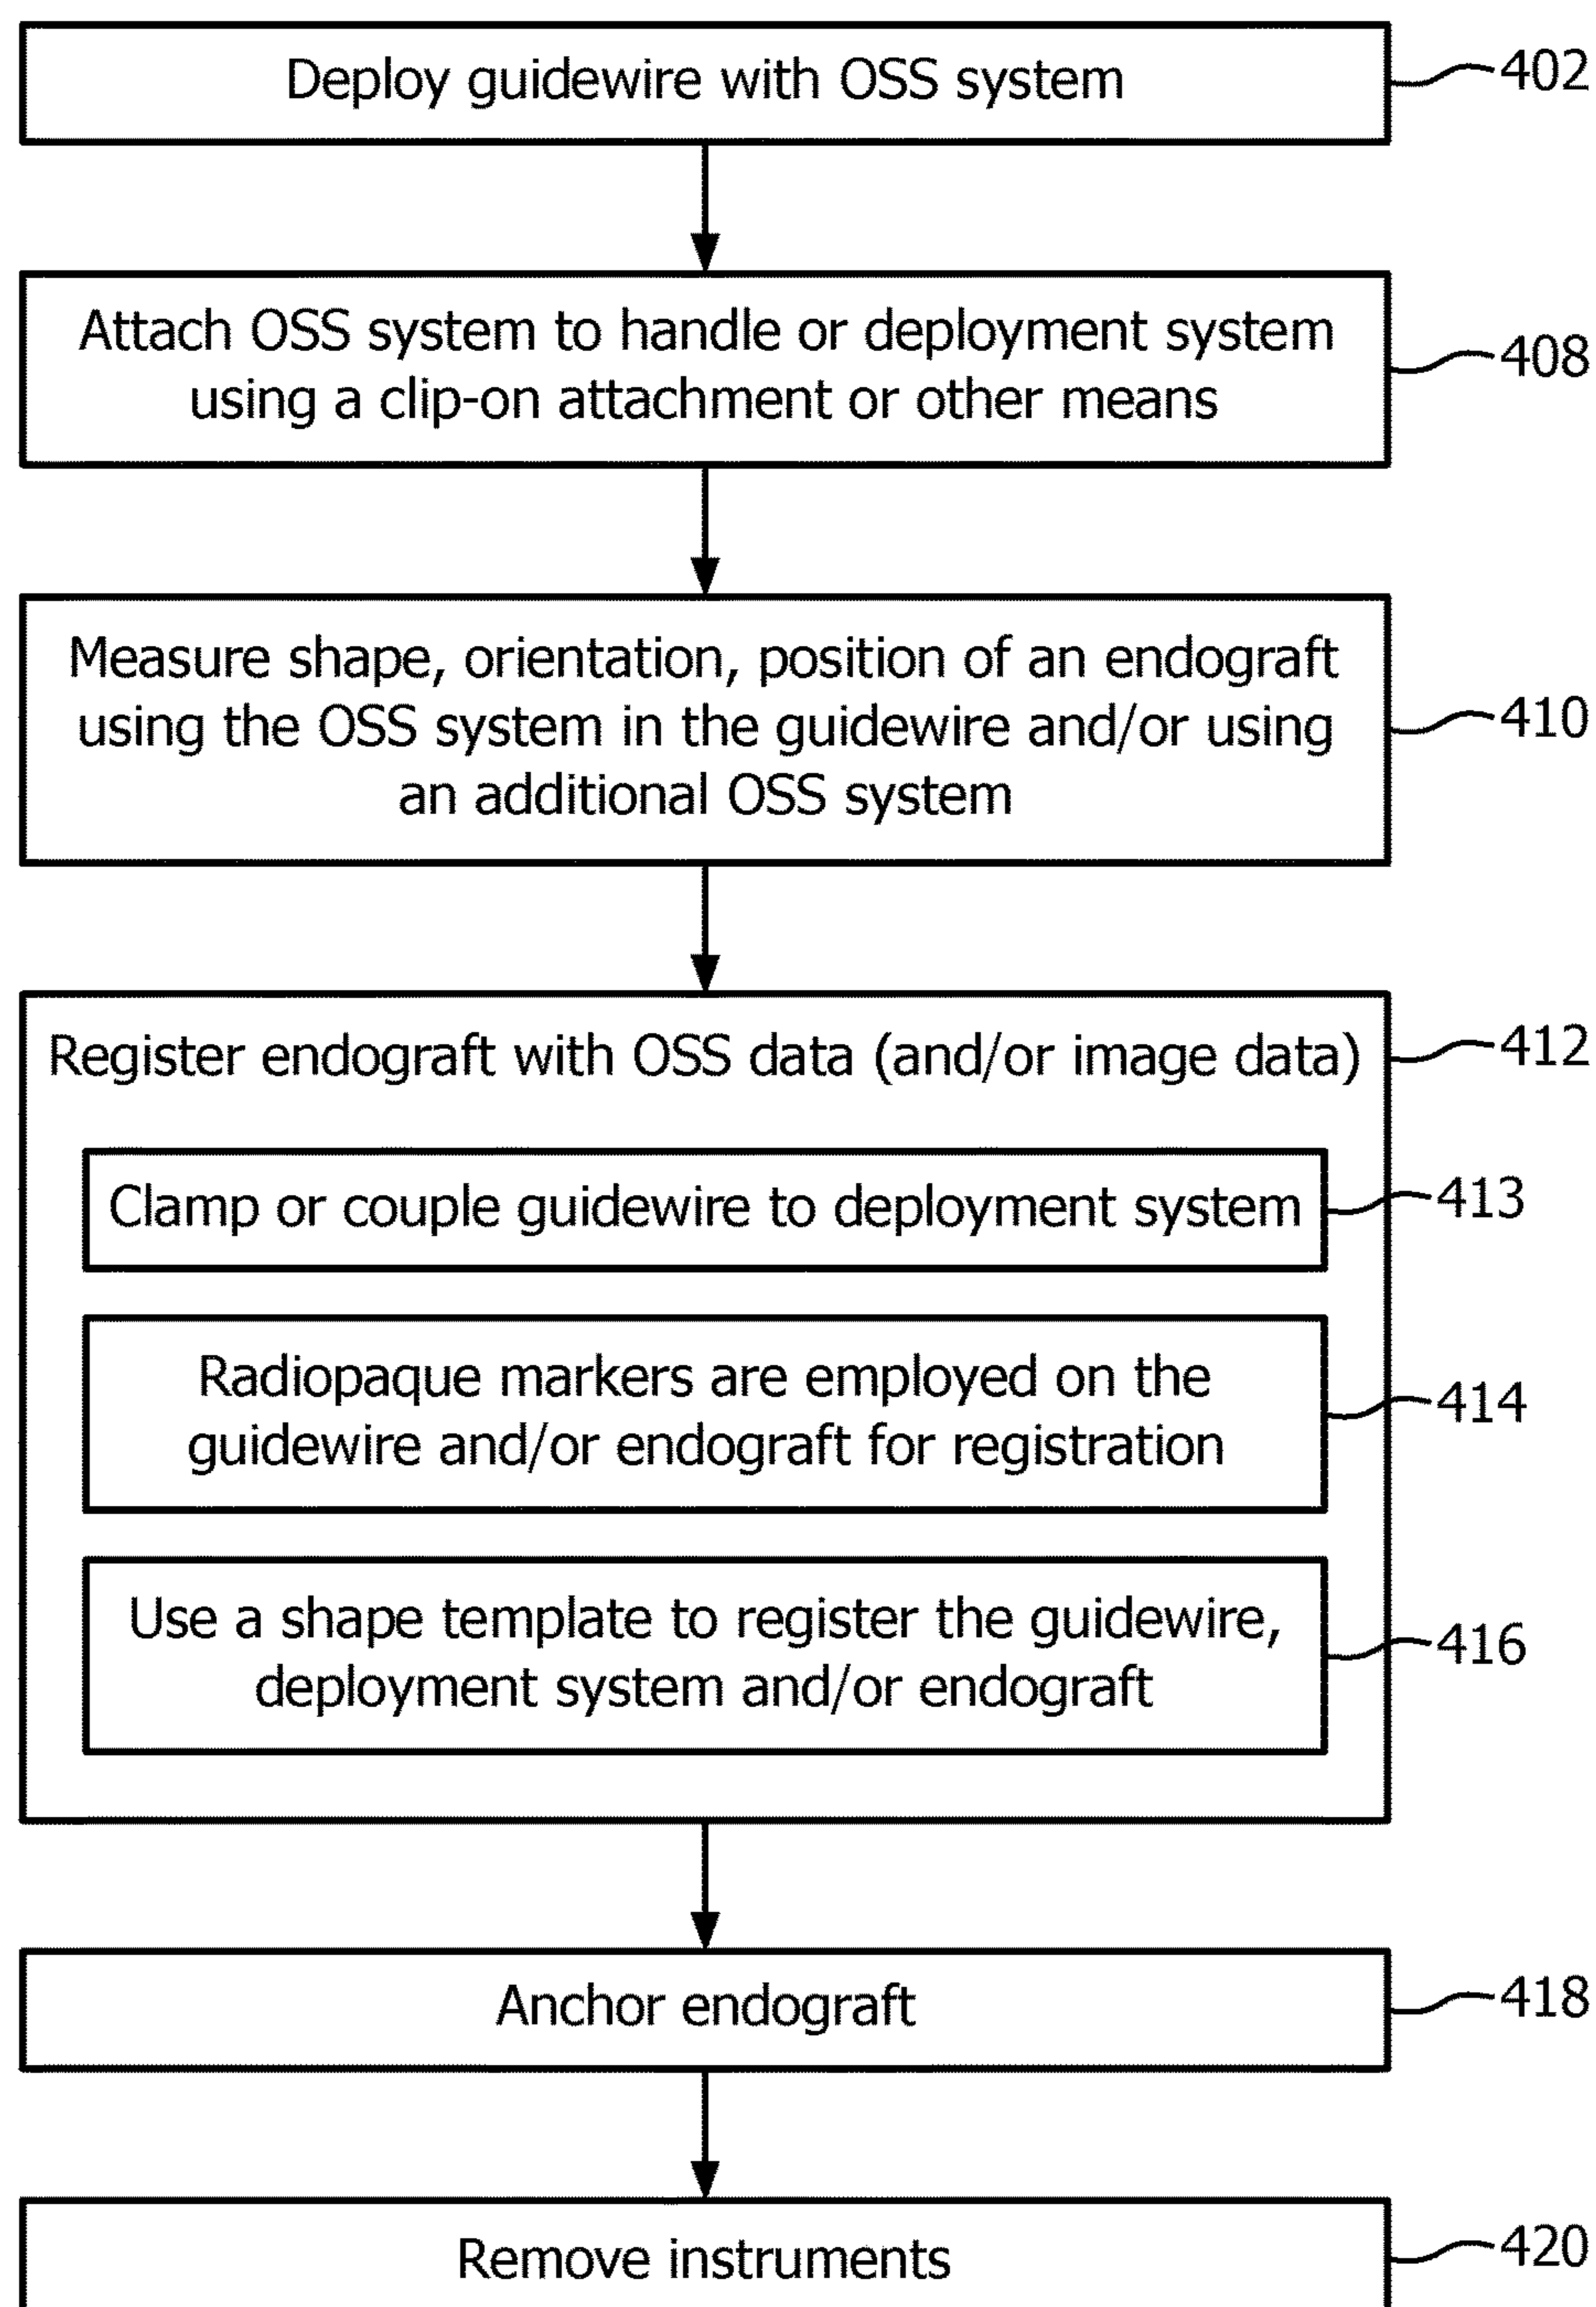 Deploy guidewire with OSS system
402
Attach OSS system to handle or deployment system
using a clip-on attachment or other means
408
Measure shape, orientation, position of an endograft
using the OSS system in the guidewire and/or using
an additional OSS system
410
Register endograft with OSS data (and/or image data)
412
Clamp or couple guidewire to deployment system
413
Radiopaque markers are employed on the
guidewire and/or endograft for registration
414
Use a shape template to register the guidewire,
deployment system and/or endograft
416
Anchor endograft
418
Remove instruments
420